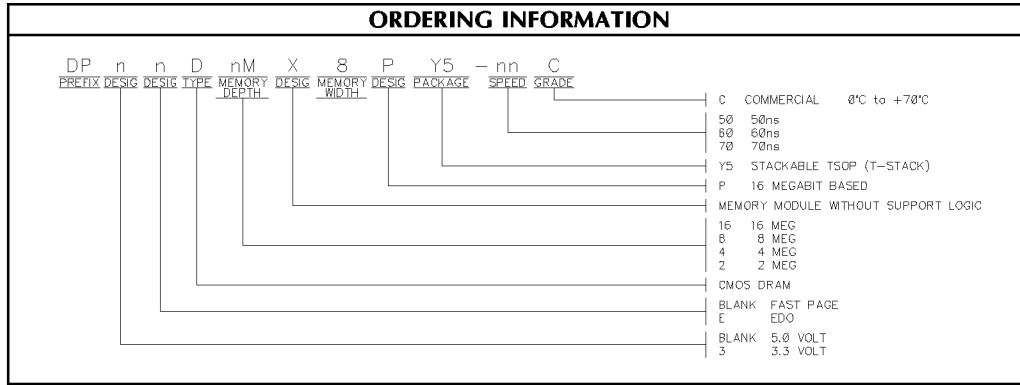 ORDERING INFORMATION
DP n n D nM X 8 P Y5 -nn C
PREFIX DESIG DESIG TYPE MEMORY DESIG MEMORY DESIG PACKAGE SPEED GRADE
DEPTH WIDTH
C COMMERCIAL 0°C to +70°C
50 50ns
60 60ns
70 70ns
Y5 STACKABLE TSOP (T-STACK)
P 16 MEGABIT BASED
MEMORY MODULE WITHOUT SUPPORT LOGIC
16 16 MEG
8 8 MEG
4 4 MEG
2 2 MEG
CMOS DRAM
BLANK FAST PAGE
E EDO
BLANK 5.0 VOLT
3 3.3 VOLT